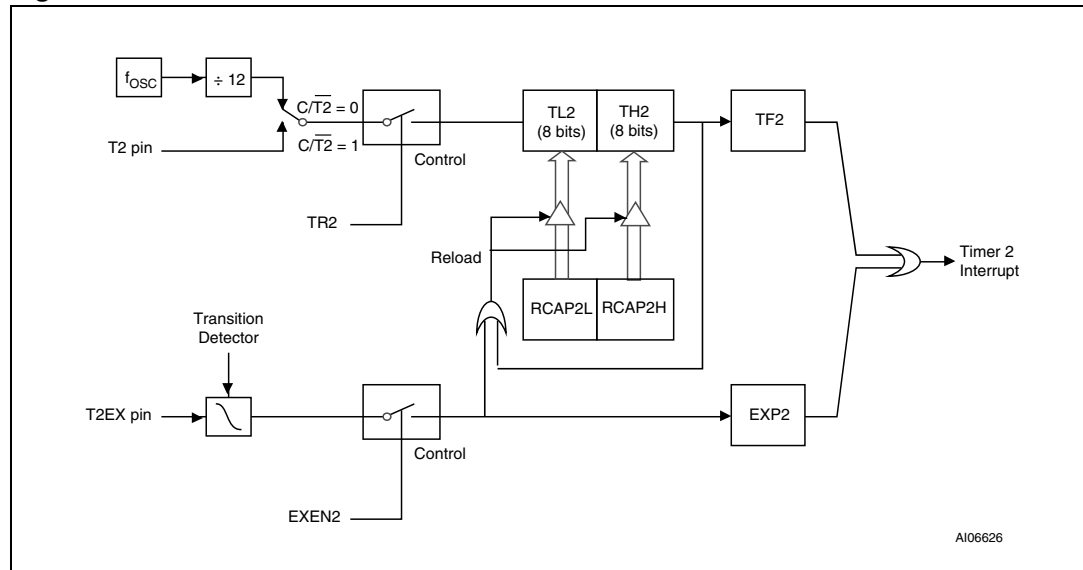 fOSC
÷ 12
C/T2 = 0
T2 pin
C/T2 = 1
Control
TR2
TL2
(8 bits)
TH2
(8 bits)
TF2
Reload
RCAP2L
RCAP2H
Timer 2
Interrupt
Transition
Detector
T2EX pin
Control
EXP2
EXEN2
AI06626